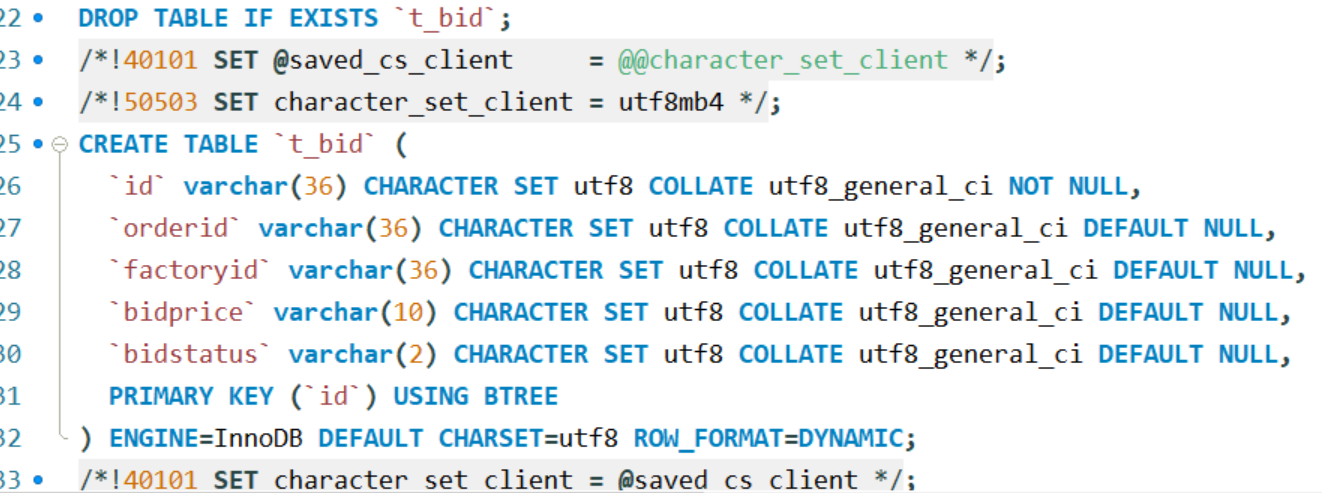 22 DROP TABLE IF EXISTS `t_bid`;
23 /*!40101 SET @saved_cs_client     = @@character_set_client */;
24 /*!50503 SET character_set_client = utf8mb4 */;
25 CREATE TABLE `t_bid` (
26   `id` varchar(36) CHARACTER SET utf8 COLLATE utf8_general_ci NOT NULL,
27   `orderid` varchar(36) CHARACTER SET utf8 COLLATE utf8_general_ci DEFAULT NULL,
28   `factoryid` varchar(36) CHARACTER SET utf8 COLLATE utf8_general_ci DEFAULT NULL,
29   `bidprice` varchar(10) CHARACTER SET utf8 COLLATE utf8_general_ci DEFAULT NULL,
30   `bidstatus` varchar(2) CHARACTER SET utf8 COLLATE utf8_general_ci DEFAULT NULL,
31   PRIMARY KEY (`id`) USING BTREE
32 ) ENGINE=InnoDB DEFAULT CHARSET=utf8 ROW_FORMAT=DYNAMIC;
33 /*!40101 SET character_set_client = @saved_cs_client */;